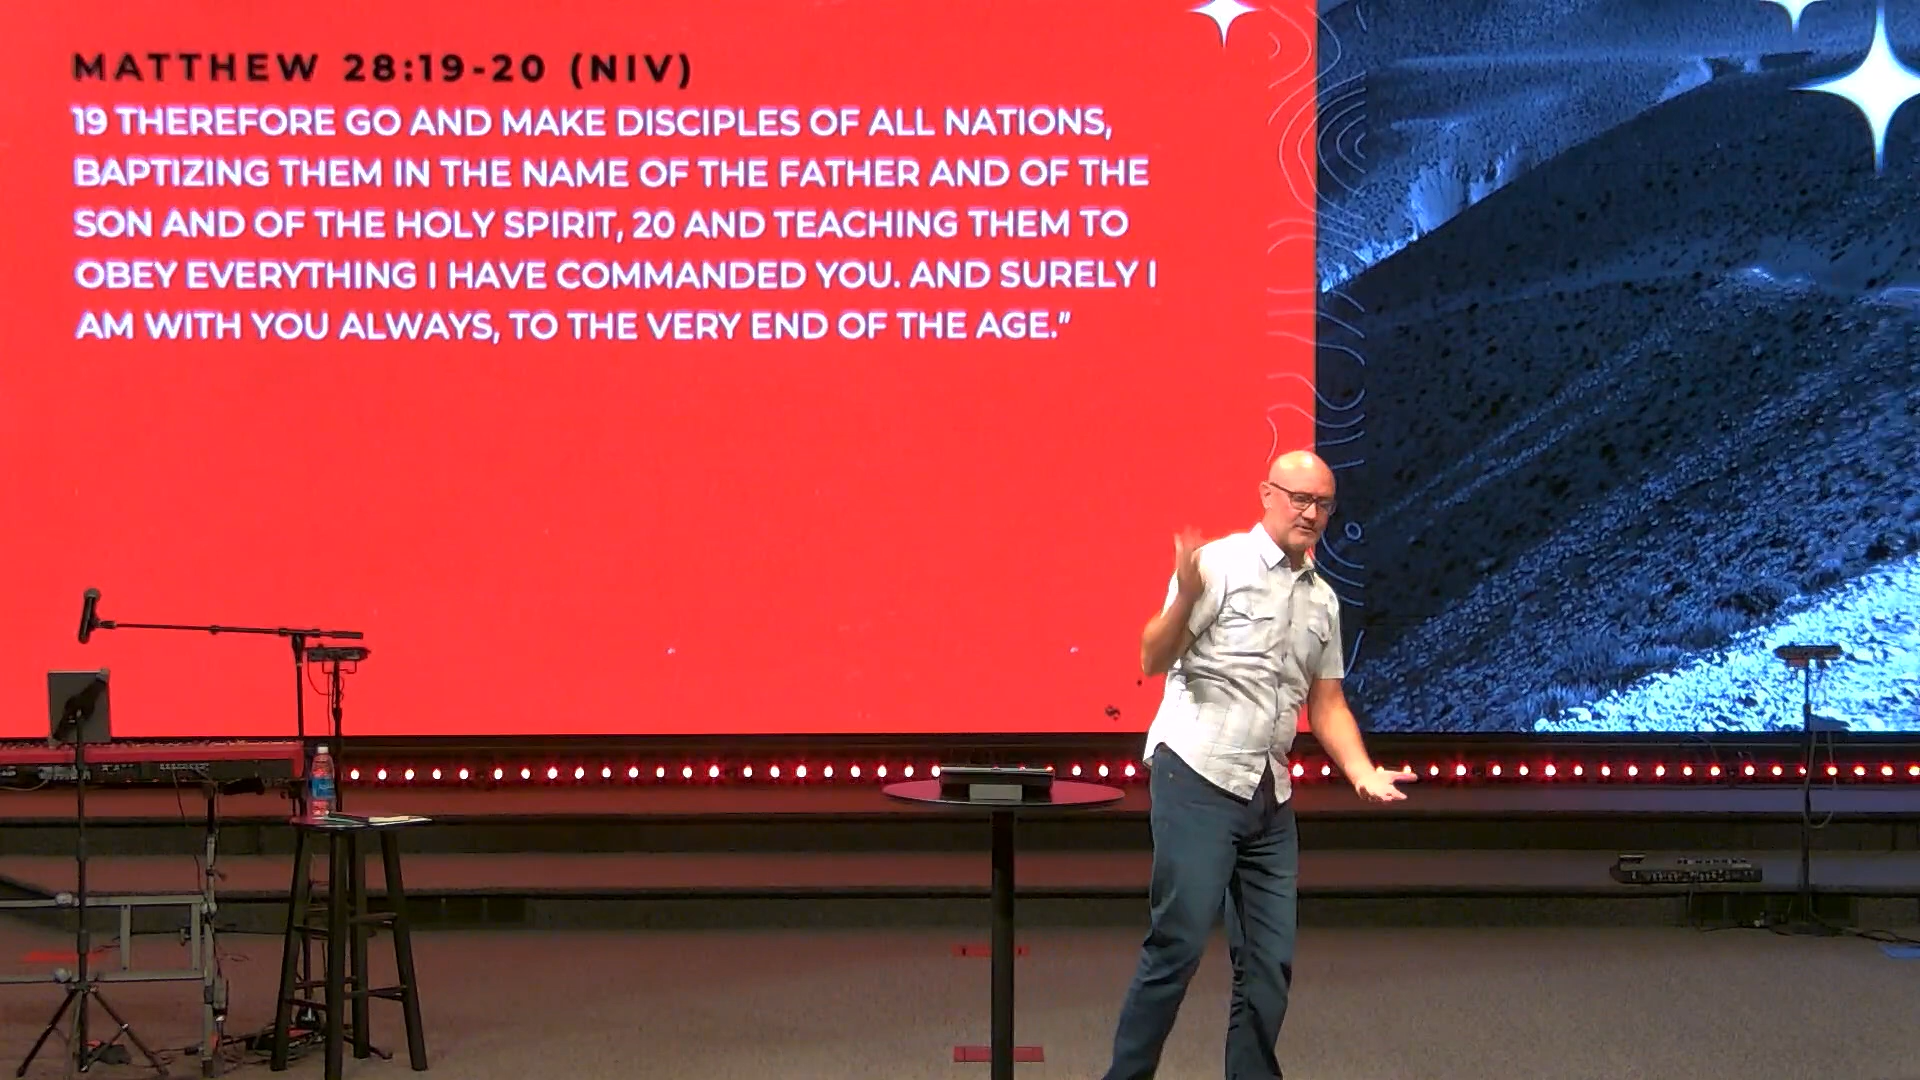 MATTHEW 28:19-20 (NIV)
19 THEREFORE GO AND MAKE DISCIPLES OF ALL NATIONS,
BAPTIZING THEM IN THE NAME OF THE FATHER AND OF THE
SON AND OF THE HOLY SPIRIT, 20 AND TEACHING THEM TO
OBEY EVERYTHING I HAVE COMMANDED YOU. AND SURELY I
AM WITH YOU ALWAYS, TO THE VERY END OF THE AGE.”